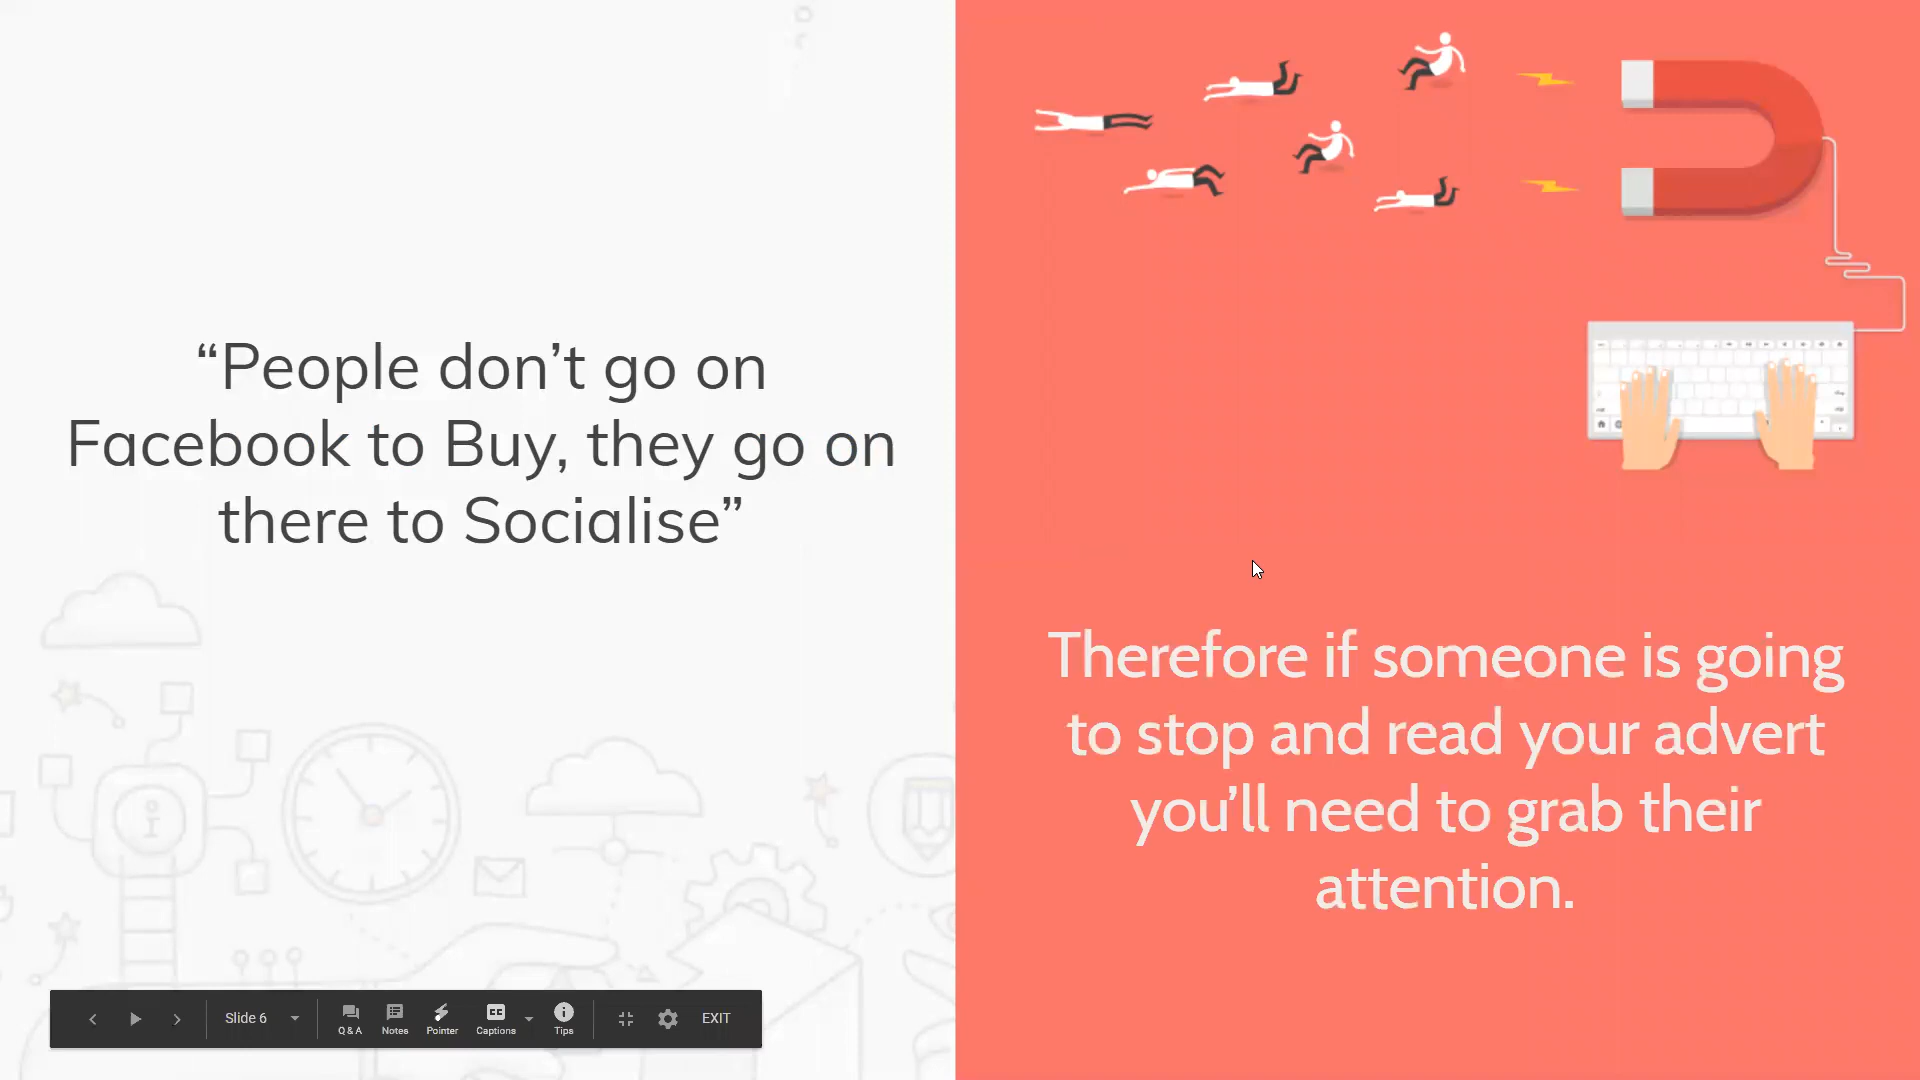 “People don’t go on
Facebook to Buy, they go on
there to Socialise”
Therefore if someone is going
to stop and read your advert
you’ll need to grab their
attention.
Slide 6
Q & A
Notes
Pointer
Captions
Tips
EXIT